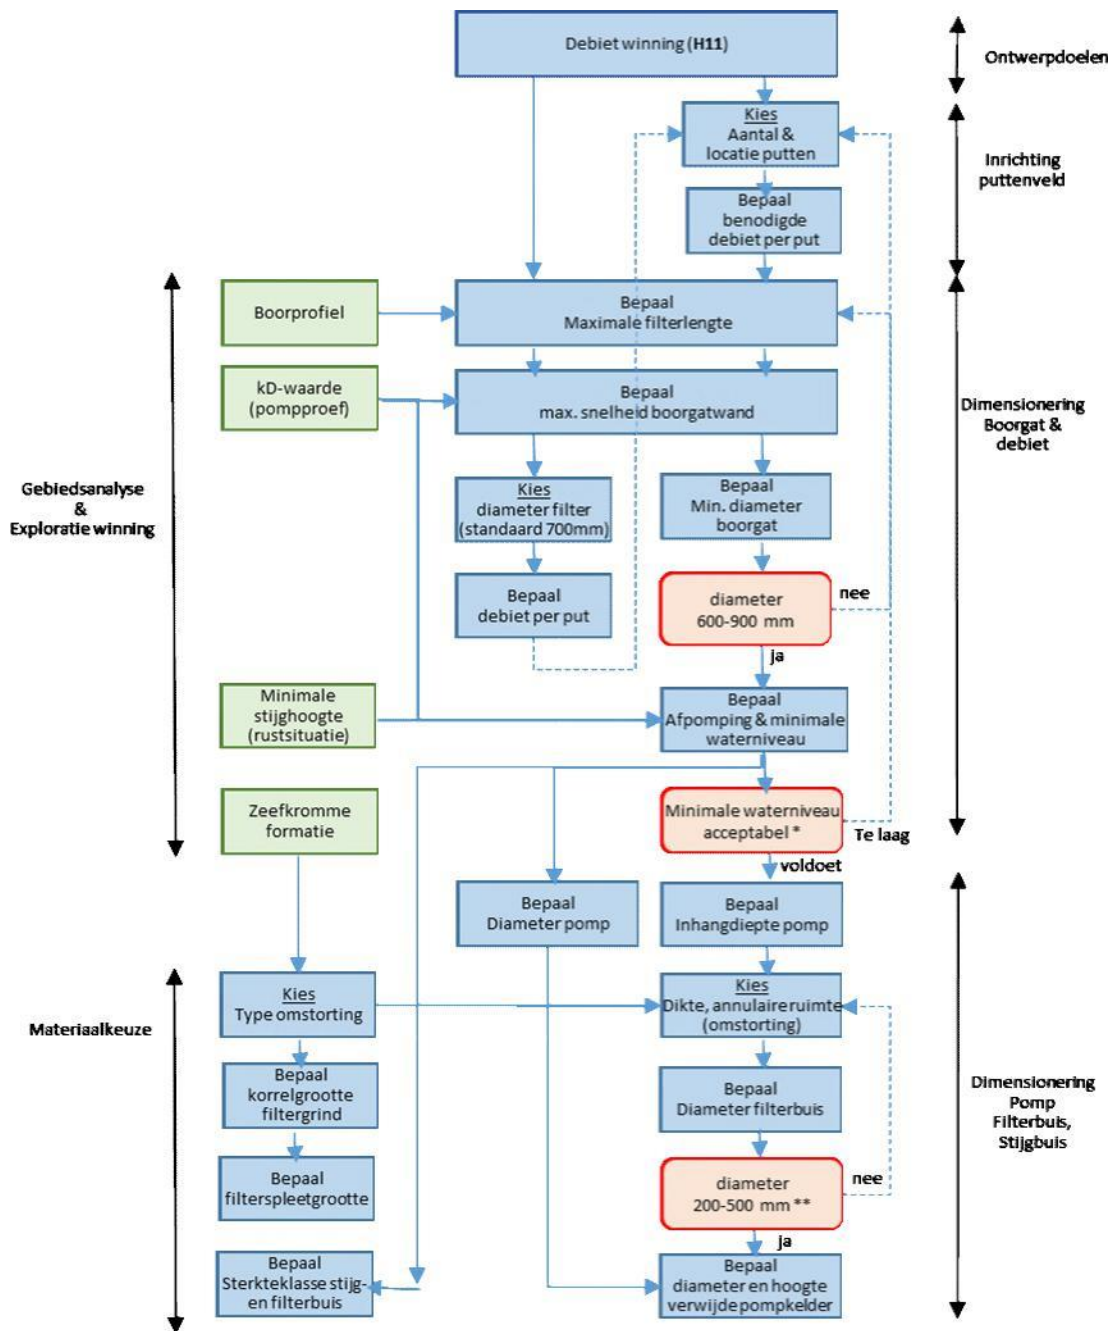 Debiet winning (H11)
Ontwerpdoelen
Kies
Aantal &
locatie putten
Inrichting
puttenveld
Bepaal
benodigde
debiet per put
Boorprofiel
Bepaal
Maximale filterlengte
kD-waarde
(pompproef)
Bepaal
max. snelheid boorgatwand
Dimensionering
Boorgat &
debiet
Gebiedsanalyse
&
Exploratie winning
Kies
diameter filter
(standaard 700mm)
Bepaal
Min. diameter
boorgat
Bepaal
debiet per put
diameter
600-900 mm
nee
ja
Minimale
stijghoogte
(rustsituatie)
Bepaal
Afpomping & minimale
waterniveau
Zeefkromme
formatie
Minimale waterniveau
acceptabel *
Te laag
voldoet
Bepaal
Diameter pomp
Bepaal
Inhangdiepte pomp
Materiaalkeuze
Kies
Type omstorting
Kies
Dikte, annulaire ruimte
(omstorting)
Bepaal
korrelgrootte
filtergrind
Bepaal
Diameter filterbuis
Dimensionering
Pomp
Filterbuis,
Stijgbuis
Bepaal
filterspleetgrootte
diameter
200-500 mm **
nee
ja
Bepaal
Sterkteklasse stijg-
en filterbuis
Bepaal
diameter en hoogte
verwijde pompkelder